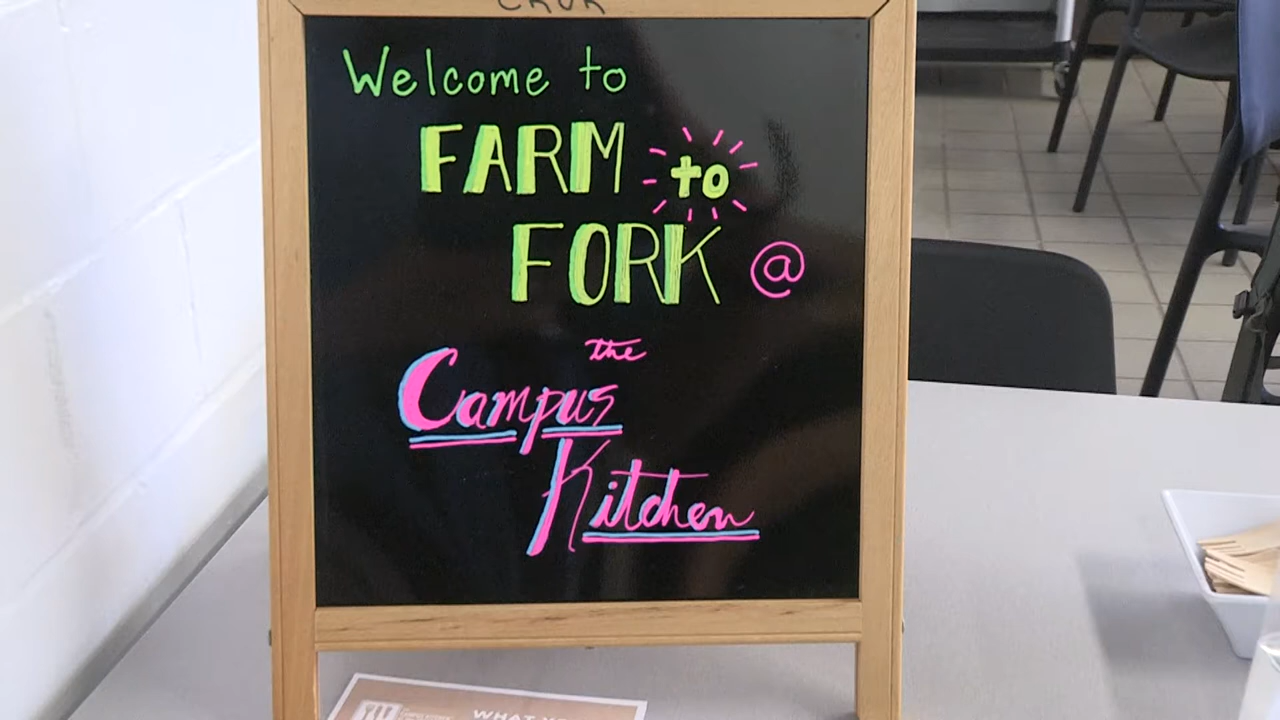 Welcome to
FARM to
FORK @
the
Campus
Kitchen